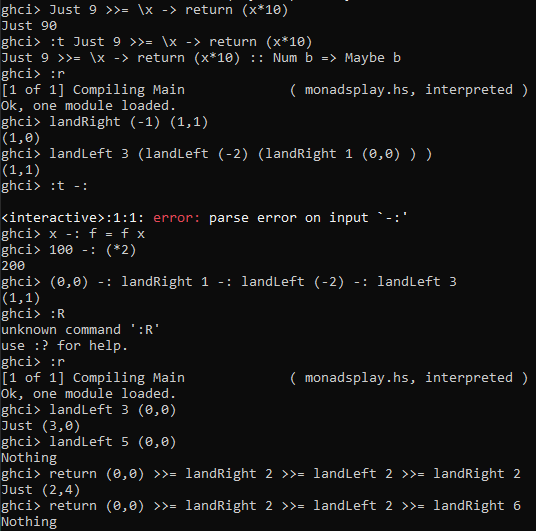 ghci> Just 9 >>= \x -> return (x*10)
Just 90
ghci> :t Just 9 >>= \x -> return (x*10)
Just 9 >>= \x -> return (x*10) :: Num b => Maybe b
ghci> :r
[1 of 1] Compiling Main             ( monadsplay.hs, interpreted )
Ok, one module loaded.
ghci> landRight (-1) (1,1)
(1,0)
ghci> landLeft 3 (landLeft (-2) (landRight 1 (0,0) ) )
(1,1)
ghci> :t -:

<interactive>:1:1: error: parse error on input `-:'
ghci> x -: f = f x
ghci> 100 -: (*2)
200
ghci> (0,0) -: landRight 1 -: landLeft (-2) -: landLeft 3
(1,1)
ghci> :R
unknown command ':R'
use :? for help.
ghci> :r
[1 of 1] Compiling Main             ( monadsplay.hs, interpreted )
Ok, one module loaded.
ghci> landLeft 3 (0,0)
Just (3,0)
ghci> landLeft 5 (0,0)
Nothing
ghci> return (0,0) >>= landRight 2 >>= landLeft 2 >>= landRight 2
Just (2,4)
ghci> return (0,0) >>= landRight 2 >>= landLeft 2 >>= landRight 6
Nothing